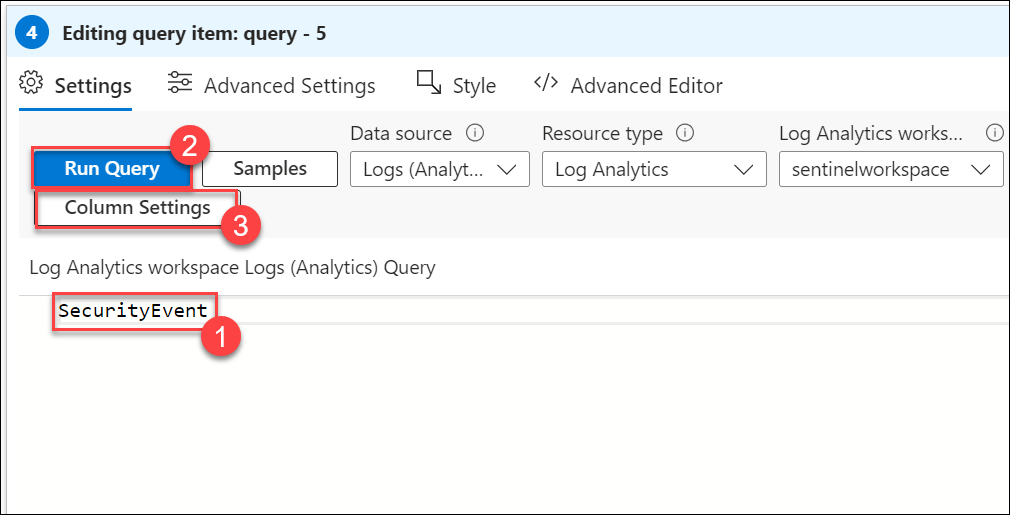 4 Editing query item: query - 5
Settings Advanced Settings Style Advanced Editor
2 Data source Resource type Log Analytics works...
Run Query Samples Logs (Analyt... Log Analytics sentinelworkspace
Column Settings
3
Log Analytics workspace Logs (Analytics) Query
SecurityEvent
1